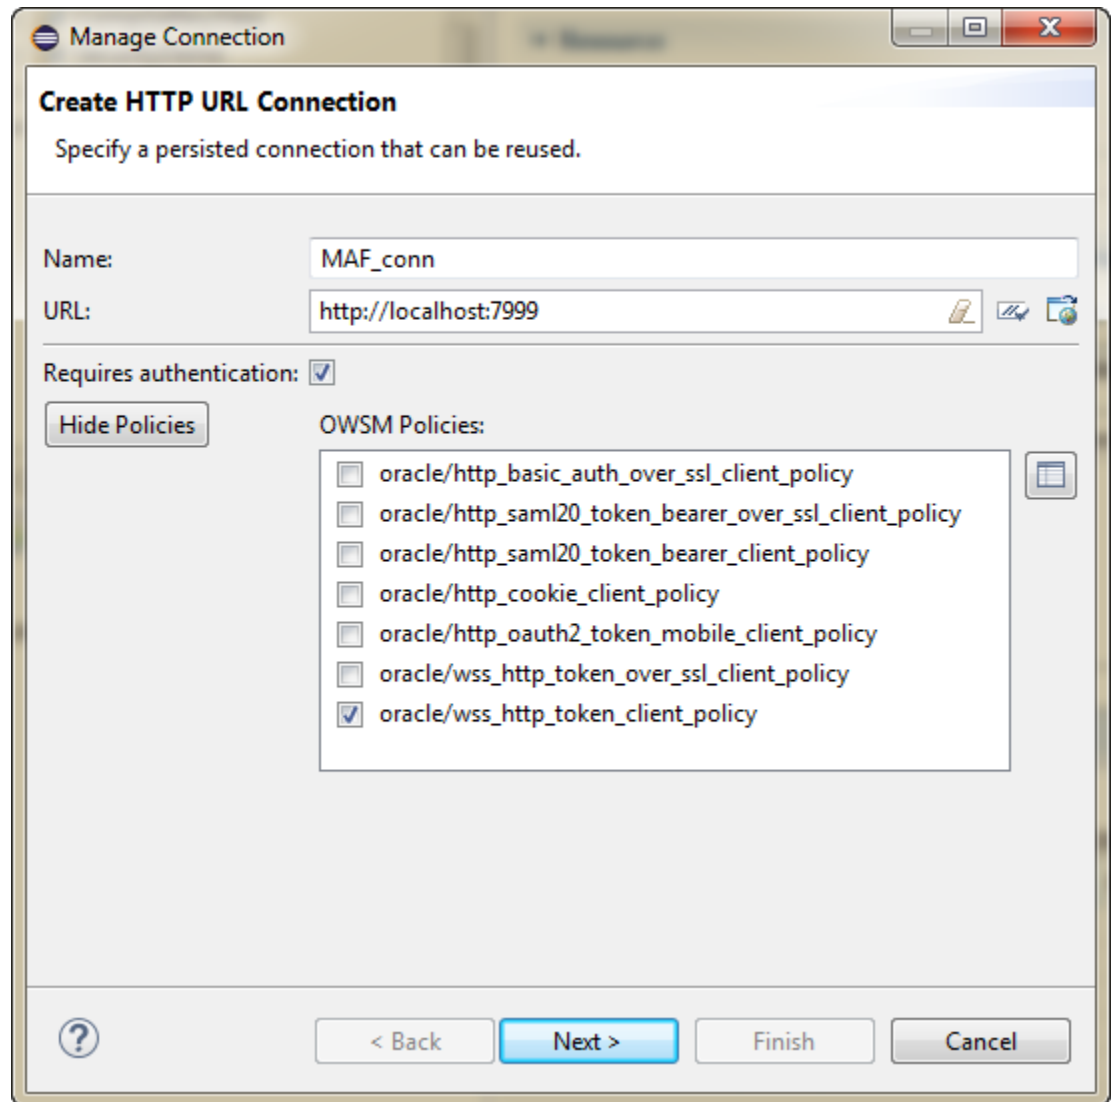 Manage Connection
Resource
Create HTTP URL Connection
Specify a persisted connection that can be reused.
Name: MAF_conn
URL: http://localhost:7999
Requires authentication:
Hide Policies OWSM Policies:
oracle/http_basic_auth_over_ssl_client_policy
oracle/http_saml20_token_bearer_over_ssl_client_policy
oracle/http_saml20_token_bearer_client_policy
oracle/http_cookie_client_policy
oracle/http_oauth2_token_mobile_client_policy
oracle/wss_http_token_over_ssl_client_policy
oracle/wss_http_token_client_policy
? < Back Next > Finish Cancel